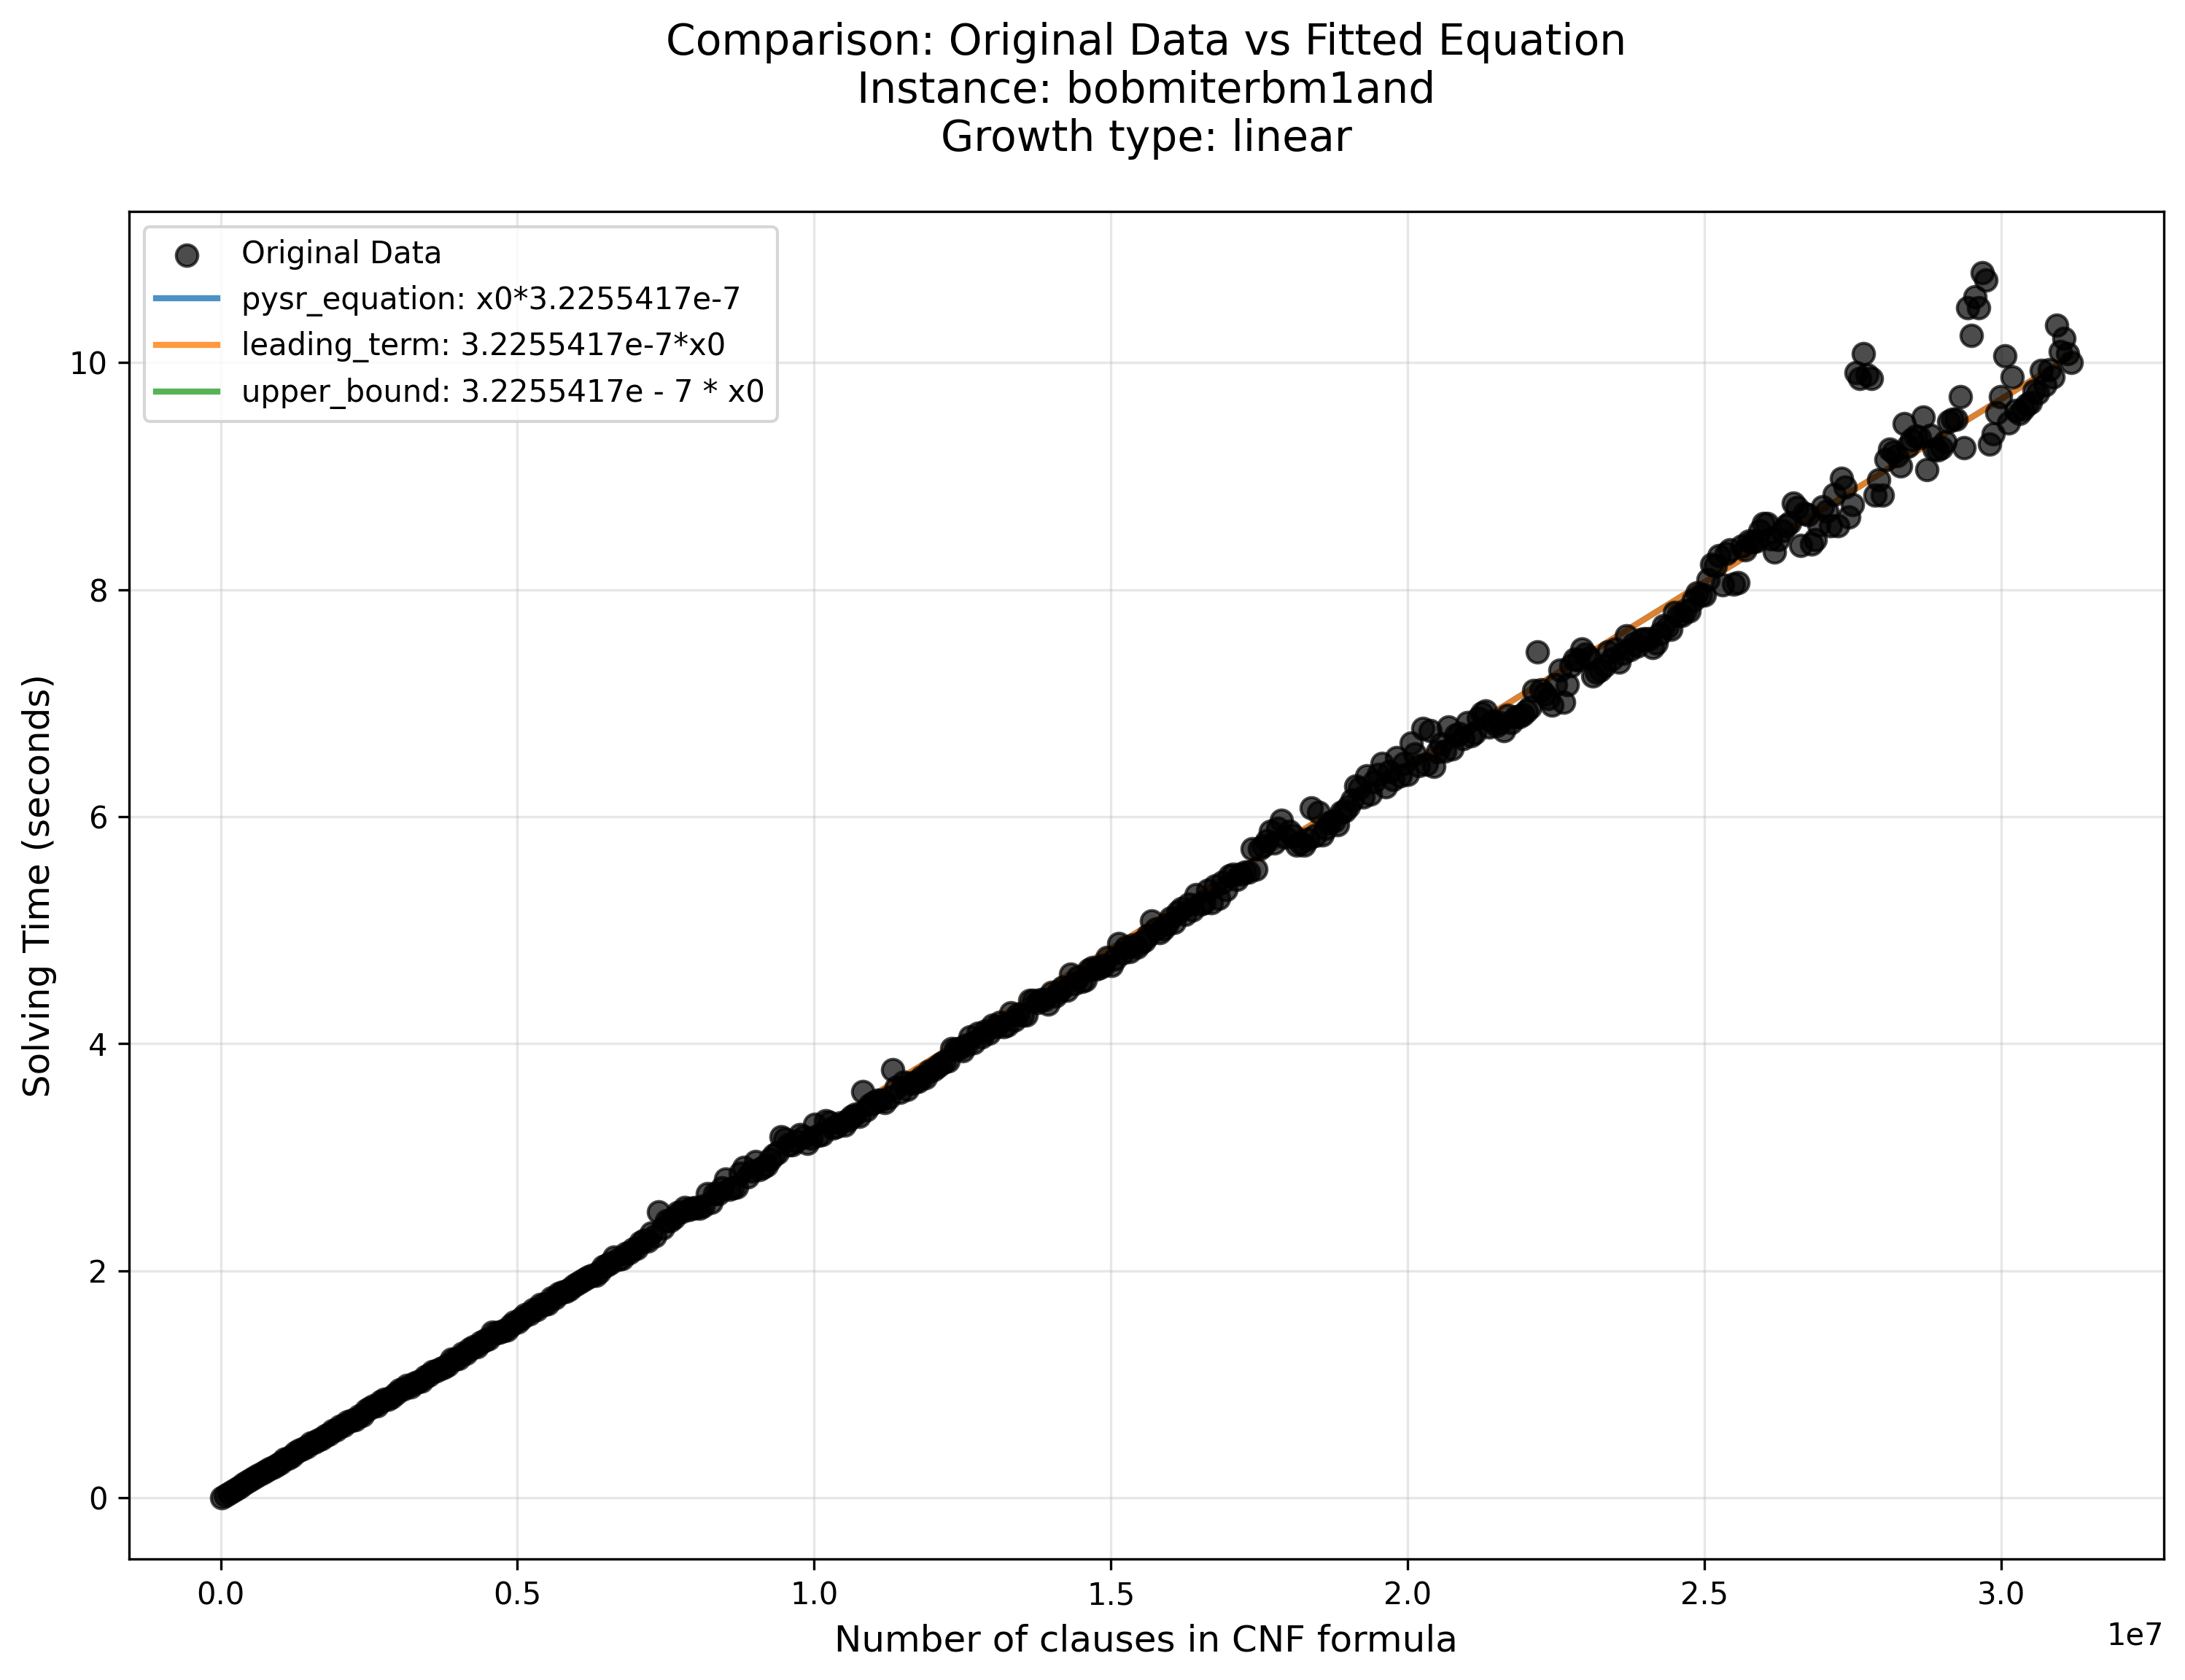 Comparison: Original Data vs Fitted Equation
Instance: bobmiterbm1and
Growth type: linear
Original Data
pysr_equation: x0*3.2255417e-7
leading_term: 3.2255417e-7*x0
upper_bound: 3.2255417e - 7 * x0
10
8
6
4
2
0
Solving Time (seconds)
0.0 0.5 1.0 1.5 2.0 2.5 3.0
1e7
Number of clauses in CNF formula